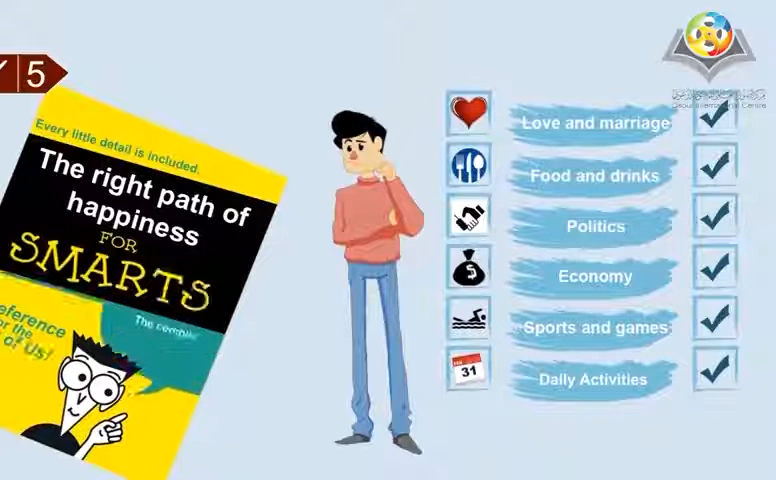 5
Every little detail is included.
The right path of
happiness
FOR
SMARTS
eference
or the
of us!
Love and marriage
Food and drinks
Politics
Economy
Sports and games
31
Daily Activities